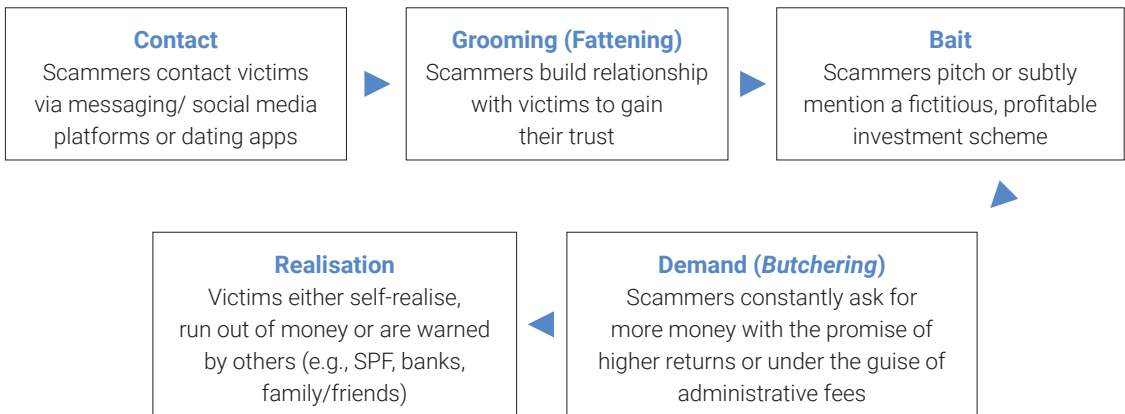 Contact
Scammers contact victims
via messaging/ social media
platforms or dating apps
Grooming (Fattening)
Scammers build relationship
with victims to gain
their trust
Bait
Scammers pitch or subtly
mention a fictitious, profitable
investment scheme
Demand (Butchering)
Scammers constantly ask for
more money with the promise of
higher returns or under the guise of
administrative fees
Realisation
Victims either self-realise,
run out of money or are warned
by others (e.g., SPF, banks,
family/friends)